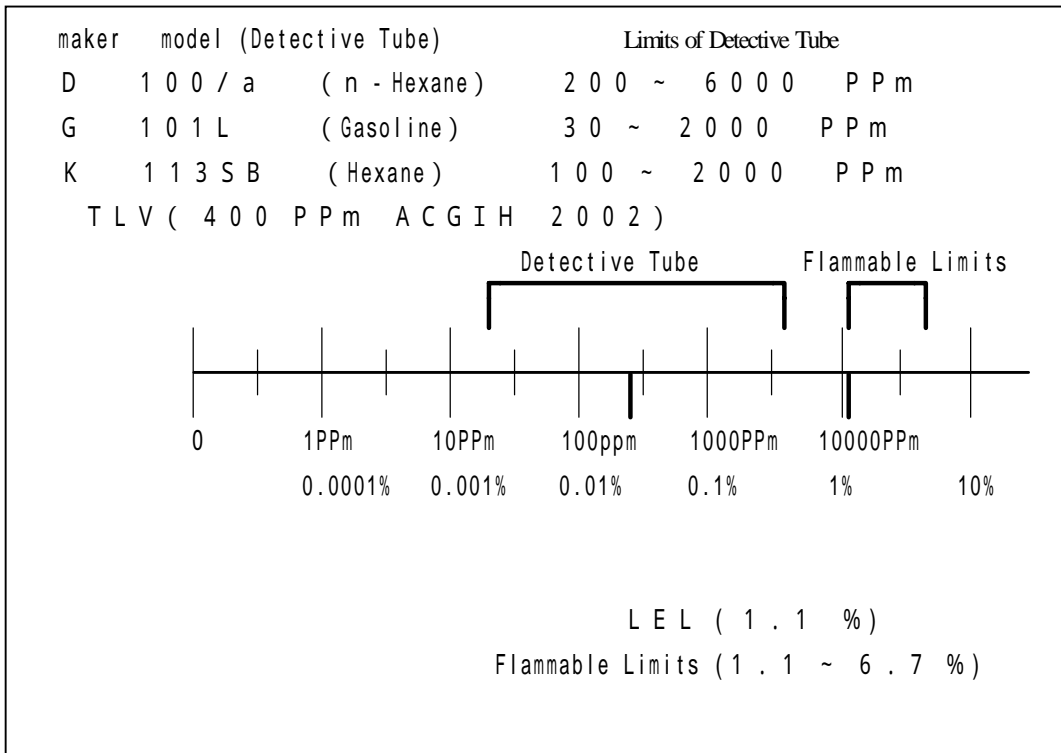 maker model (Detective Tube) Limits of Detective Tube
D 100/a (n-Hexane) 200 ~ 6000 PPm
G 101L (Gasoline) 30 ~ 2000 PPm
K 113SB (Hexane) 100 ~ 2000 PPm
TLV( 400 PPm ACGIH 2002)
Detective Tube Flammable Limits
0 1PPm 10PPm 100ppm 1000PPm 10000PPm
0.0001% 0.001% 0.01% 0.1% 1% 10%
LEL (1.1 %)
Flammable Limits (1.1 ~ 6.7 %)